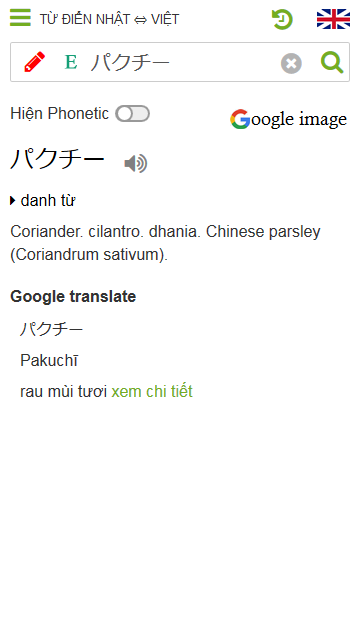 TỪ ĐIỂN NHẬT ⇔ VIỆT
E パクチー
Hiện Phonetic
Google image
パクチー
danh từ
Coriander. cilantro. dhania. Chinese parsley
(Coriandrum sativum).
Google translate
パクチー
Pakuchī
rau mùi tươi xem chi tiết